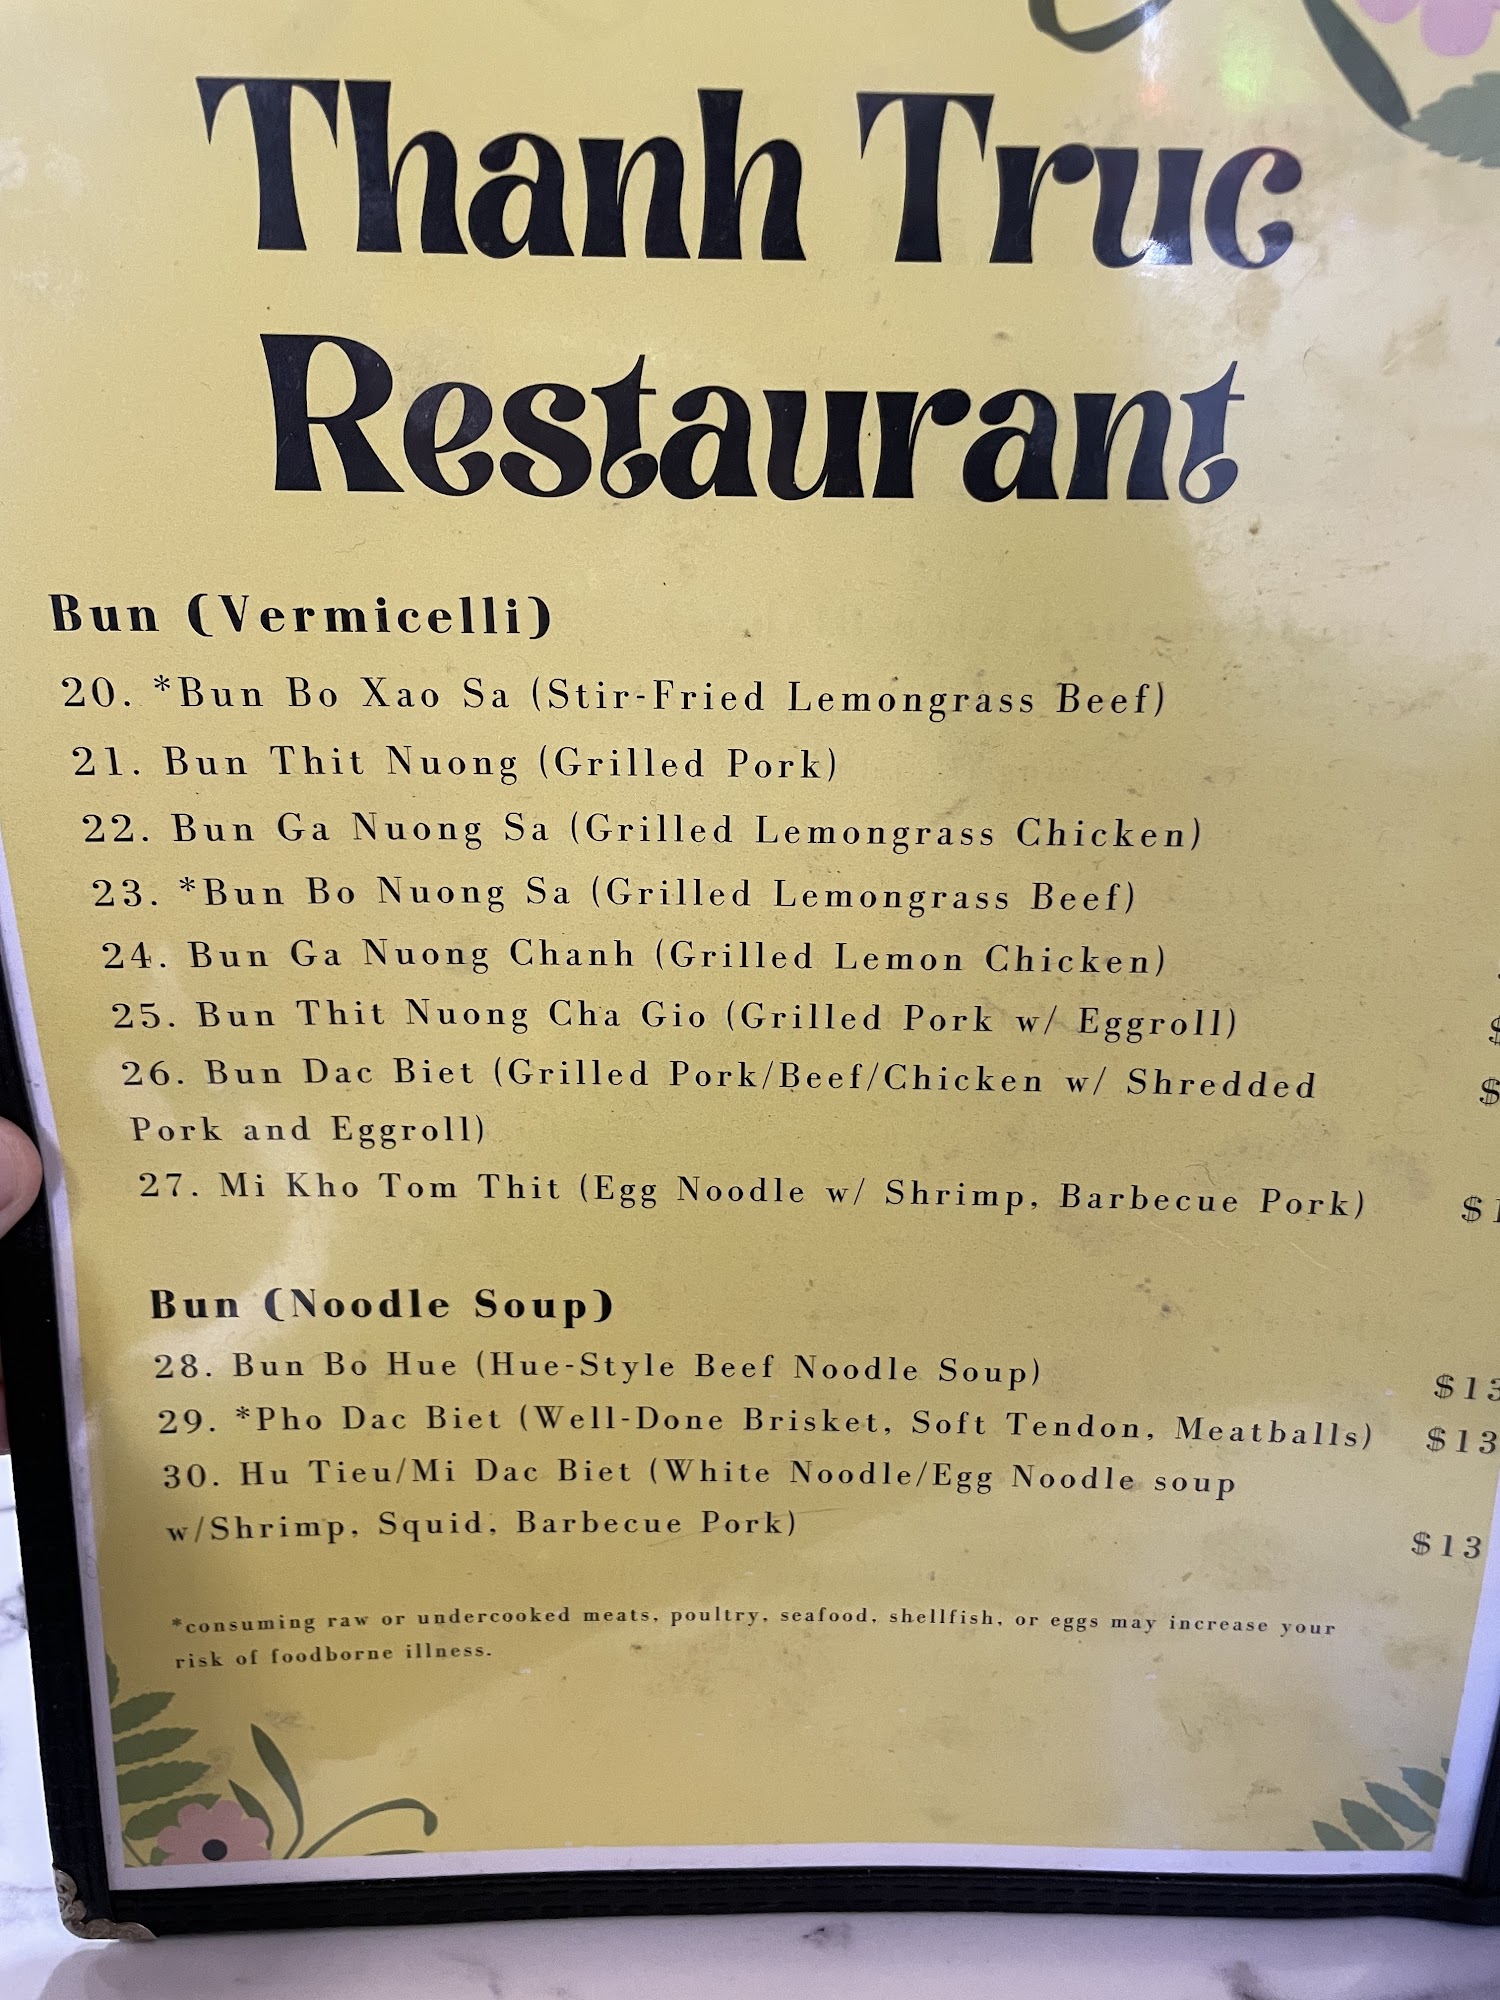 Thanh Truc
Restaurant
Bun (Vermicelli)
20. *Bun Bo Xao Sa (Stir-Fried Lemongrass Beef)
21. Bun Thit Nuong (Grilled Pork)
22. Bun Ga Nuong Sa (Grilled Lemongrass Chicken)
23. *Bun Bo Nuong Sa (Grilled Lemongrass Beef)
24. Bun Ga Nuong Chanh (Grilled Lemon Chicken)
25. Bun Thit Nuong Cha Gio (Grilled Pork w/ Eggroll) $
26. Bun Dac Biet (Grilled Pork/Beef/Chicken w/ Shredded $
Pork and Eggroll)
27. Mi Kho Tom Thit (Egg Noodle w/ Shrimp, Barbecue Pork) $1
Bun (Noodle Soup)
28. Bun Bo Hue (Hue-Style Beef Noodle Soup) $13
29. *Pho Dac Biet (Well-Done Brisket, Soft Tendon, Meatballs) $13
30. Hu Tieu/Mi Dac Biet (White Noodle/Egg Noodle soup
w/Shrimp, Squid, Barbecue Pork) $13
*consuming raw or undercooked meats, poultry, seafood, shellfish, or eggs may increase your
risk of foodborne illness.